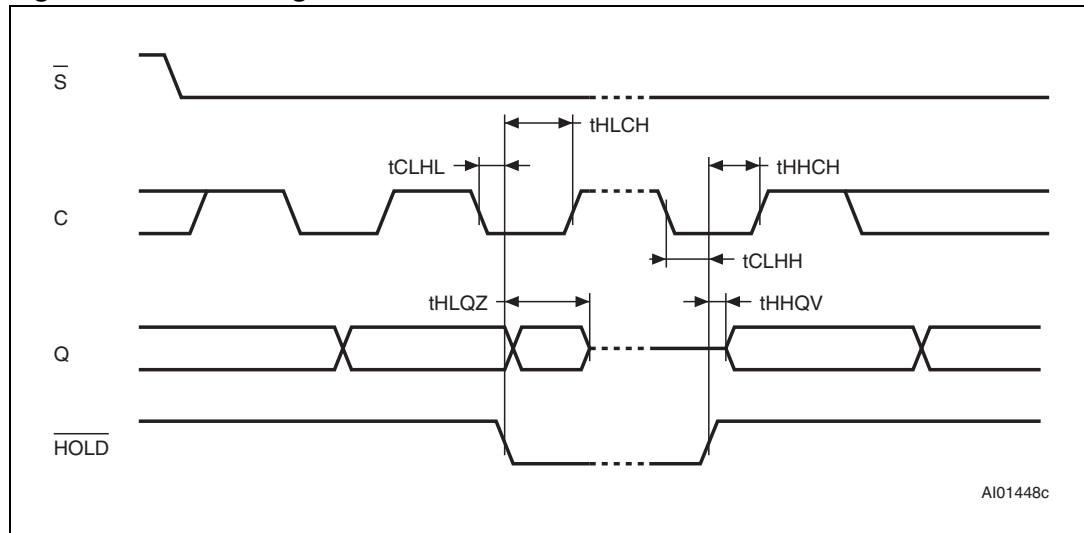 S
tHLCH
tCLHL
tHHCH
C
tCLHH
tHLQZ
tHHQV
Q
HOLD
AI01448c